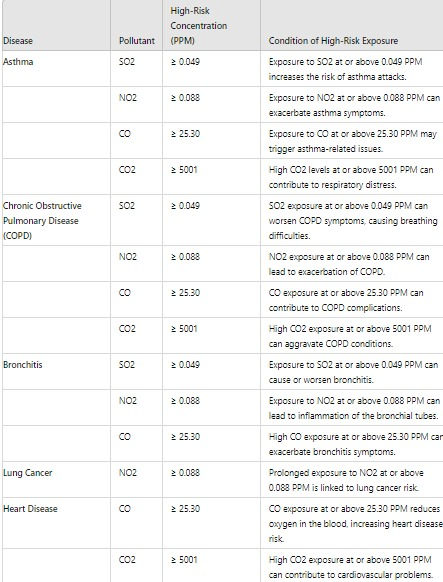 High-Risk
Concentration
Disease Pollutant (PPM) Condition of High-Risk Exposure
Asthma SO2 ≥ 0.049 Exposure to SO2 at or above 0.049 PPM
increases the risk of asthma attacks.
NO2 ≥ 0.088 Exposure to NO2 at or above 0.088 PPM can
exacerbate asthma symptoms.
CO ≥ 25.30 Exposure to CO at or above 25.30 PPM may
trigger asthma-related issues.
CO2 ≥ 5001 High CO2 levels at or above 5001 PPM can
contribute to respiratory distress.
Chronic Obstructive SO2 ≥ 0.049 SO2 exposure at or above 0.049 PPM can
Pulmonary Disease worsen COPD symptoms, causing breathing
(COPD) difficulties.
NO2 ≥ 0.088 NO2 exposure at or above 0.088 PPM can
lead to exacerbation of COPD.
CO ≥ 25.30 CO exposure at or above 25.30 PPM can
contribute to COPD complications.
CO2 ≥ 5001 High CO2 exposure at or above 5001 PPM
can aggravate COPD conditions.
Bronchitis SO2 ≥ 0.049 Exposure to SO2 at or above 0.049 PPM can
cause or worsen bronchitis.
NO2 ≥ 0.088 Exposure to NO2 at or above 0.088 PPM can
lead to inflammation of the bronchial tubes.
CO ≥ 25.30 High CO exposure at or above 25.30 PPM can
exacerbate bronchitis symptoms.
Lung Cancer NO2 ≥ 0.088 Prolonged exposure to NO2 at or above
0.088 PPM is linked to lung cancer risk.
Heart Disease CO ≥ 25.30 CO exposure at or above 25.30 PPM reduces
oxygen in the blood, increasing heart disease
risk.
CO2 ≥ 5001 High CO2 exposure at or above 5001 PPM
can contribute to cardiovascular problems.